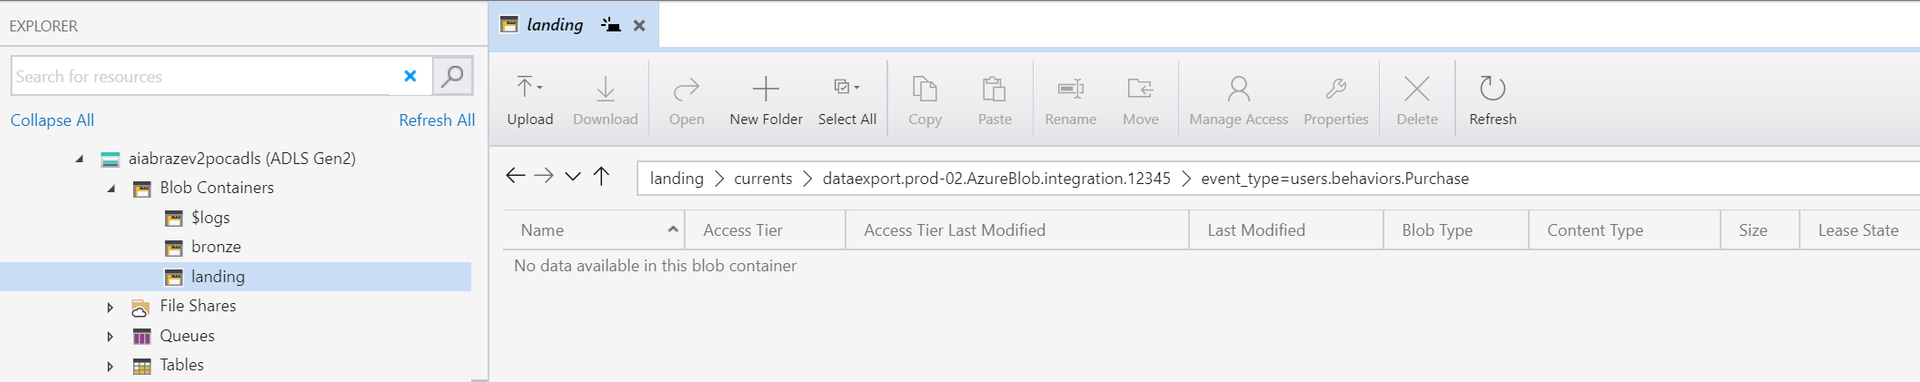 EXPLORER
Search for resources
Collapse All Refresh All
aiabrazev2pocadls (ADLS Gen2)
Blob Containers
$logs
bronze
landing
File Shares
Queues
Tables
landing
Upload Download Open New Folder Select All Copy Paste Rename Move Manage Access Properties Delete Refresh
landing currents dataexport.prod-02.AzureBlob.integration.12345 event_type=users.behaviors.Purchase
Name Access Tier Access Tier Last Modified Last Modified Blob Type Content Type Size Lease State
No data available in this blob container